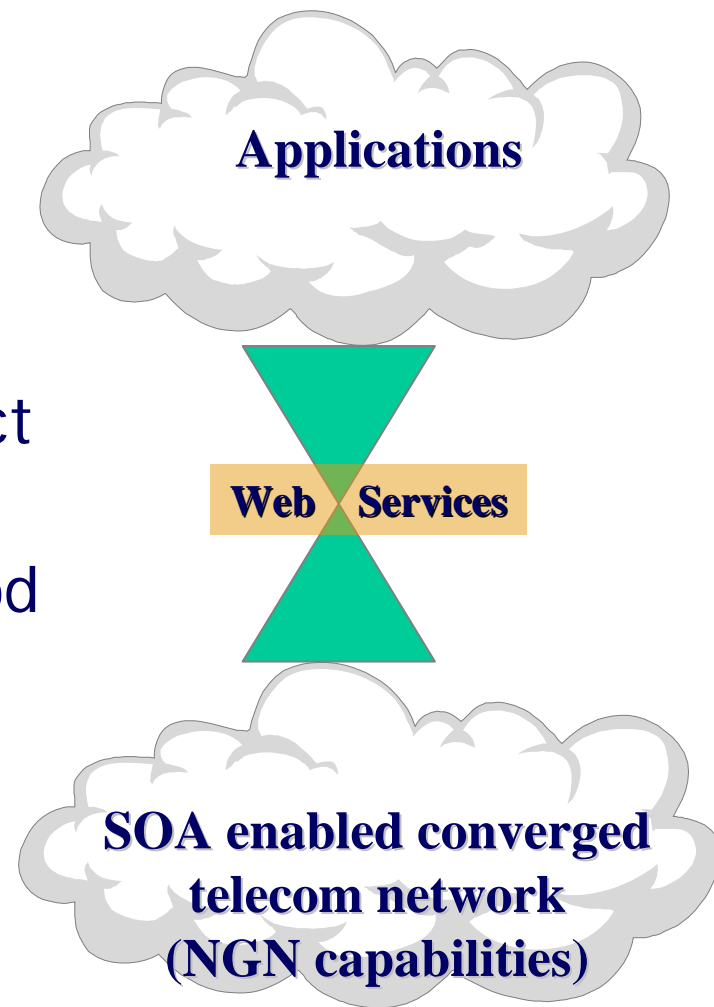 Applications
Web Services
SOA enabled converged
telecom network
(NGN capabilities)